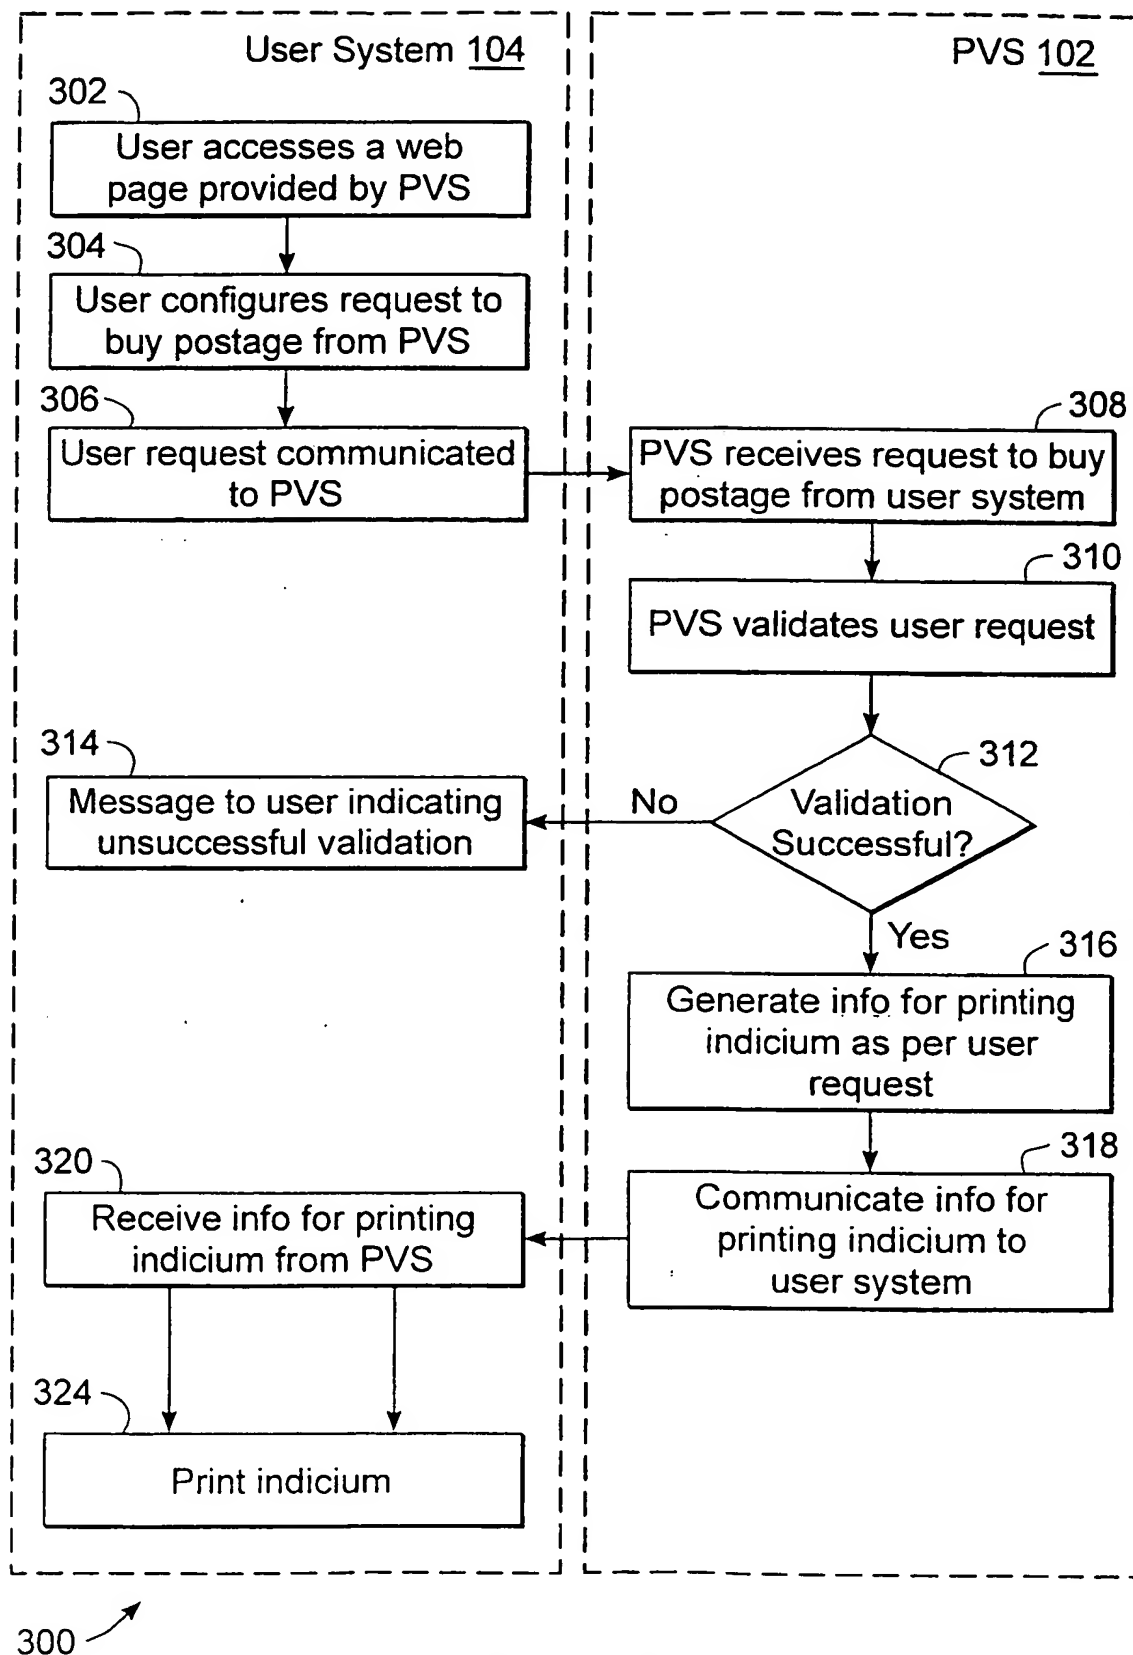 User System 104
PVS 102
302
User accesses a web
page provided by PVS
304
User configures request to
buy postage from PVS
306
User request communicated
to PVS
308
PVS receives request to buy
postage from user system
310
PVS validates user request
312
Validation
Successful?
No
314
Message to user indicating
unsuccessful validation
Yes
316
Generate info for printing
indicium as per user
request
318
Communicate info for
printing indicium to
user system
320
Receive info for printing
indicium from PVS
324
Print indicium
300